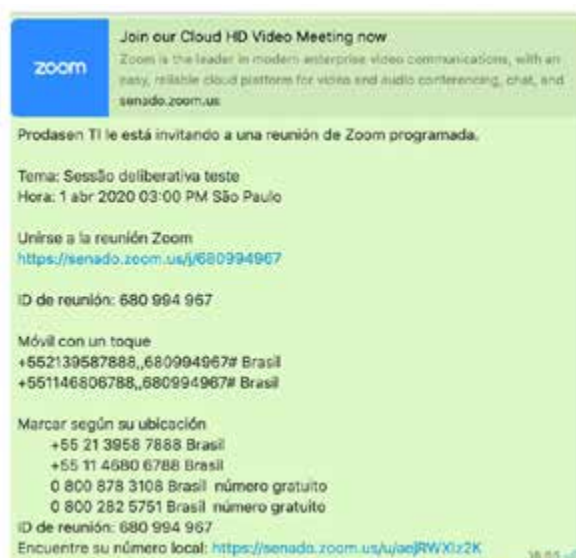 zoom
Join our Cloud HD Video Meeting now
Zoom is the leader in modern enterprise video communications, with an
easy, reliable cloud platform for video and audio conferencing, chat, and
senado.zoom.us
Prodasen TI le está invitando a una reunión de Zoom programada.
Tema: Sessão deliberativa teste
Hora: 1 abr 2020 03:00 PM São Paulo
Unirse a la reunión Zoom
https://senado.zoom.us/j/680994967
ID de reunión: 680 994 967
Móvil con un toque
+552139587888,,680994967# Brasil
+551146806788,,680994967# Brasil
Marcar según su ubicación
+55 21 3958 7888 Brasil
+55 11 4680 6788 Brasil
0 800 878 3108 Brasil número gratuito
0 800 282 5751 Brasil número gratuito
ID de reunión: 680 994 967
Encuentre su número local: https://senado.zoom.us/u/aejRWXIz2K